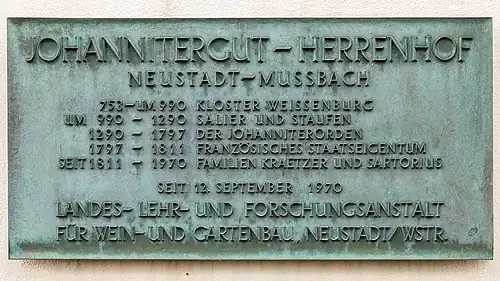 JOHANNITERGUT - HERRENHOF
NEUSTADT-MUSSBACH
753-UM 990 KLOSTER WEISSENBURG
UM 990 - 1290 SALIER UND STAUFEN
1290 - 1797 DER JOHANNITERORDEN
1797 - 1811 FRANZÖSISCHES STAATSEIGENTUM
SEIT 1811 - 1970 FAMILIEN KRAETZER UND SARTORIUS
SEIT 12. SEPTEMBER 1970
LANDES- LEHR- UND FORSCHUNGSANSTALT
FÜR WEIN- UND GARTENBAU, NEUSTADT/WSTR.